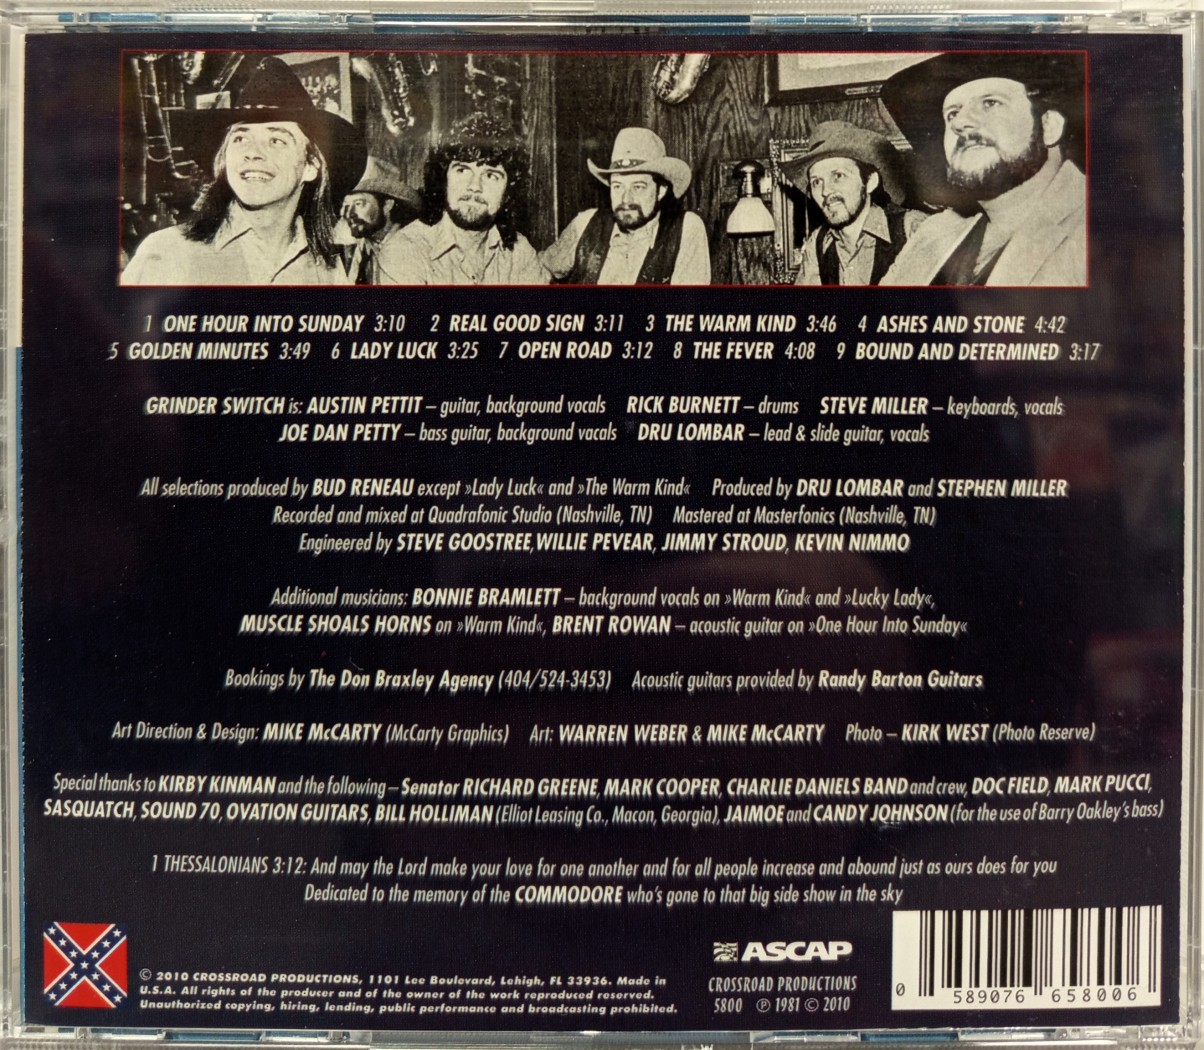 1 ONE HOUR INTO SUNDAY 3:10 2 REAL GOOD SIGN 3:11 3 THE WARM KIND 3:46 4 ASHES AND STONE 4:42
5 GOLDEN MINUTES 3:49 6 LADY LUCK 3:25 7 OPEN ROAD 3:12 8 THE FEVER 4:08 9 BOUND AND DETERMINED 3:17
GRINDER SWITCH is: AUSTIN PETTIT – guitar, background vocals RICK BURNETT – drums STEVE MILLER – keyboards, vocals
JOE DAN PETTY – bass guitar, background vocals DRU LOMBAR – lead & slide guitar, vocals
All selections produced by BUD RENEAU except »Lady Luck« and »The Warm Kind« Produced by DRU LOMBAR and STEPHEN MILLER
Recorded and mixed at Quadrafonic Studio (Nashville, TN) Mastered at Masterfonics (Nashville, TN)
Engineered by STEVE GOOSTREE, WILLIE PEVEAR, JIMMY STROUD, KEVIN NIMMO
Additional musicians: BONNIE BRAMLETT – background vocals on »Warm Kind« and »Lucky Lady«,
MUSCLE SHOALS HORNS on »Warm Kind«, BRENT ROWAN – acoustic guitar on »One Hour Into Sunday«
Bookings by The Don Braxley Agency (404/524-3453) Acoustic guitars provided by Randy Barton Guitars
Art Direction & Design: MIKE McCARTY (McCarty Graphics) Art: WARREN WEBER & MIKE McCARTY Photo – KIRK WEST (Photo Reserve)
Special thanks to KIRBY KINMAN and the following – Senator RICHARD GREENE, MARK COOPER, CHARLIE DANIELS BAND and crew, DOC FIELD, MARK PUCCI,
SASQUATCH, SOUND 70, OVATION GUITARS, BILL HOLLIMAN (Elliot Leasing Co., Macon, Georgia), JAIMOE and CANDY JOHNSON (for the use of Barry Oakley's bass)
1 THESSALONIANS 3:12: And may the Lord make your love for one another and for all people increase and abound just as ours does for you
Dedicated to the memory of the COMMODORE who's gone to that big side show in the sky
© 2010 CROSSROAD PRODUCTIONS, 1101 Lee Boulevard, Lehigh, FL 33936. Made in
U.S.A. All rights of the producer and of the owner of the work reproduced reserved.
Unauthorized copying, hiring, lending, public performance and broadcasting prohibited.
ASCAP
CROSSROAD PRODUCTIONS
5800 ℗ 1981 © 2010
0 589076 658006